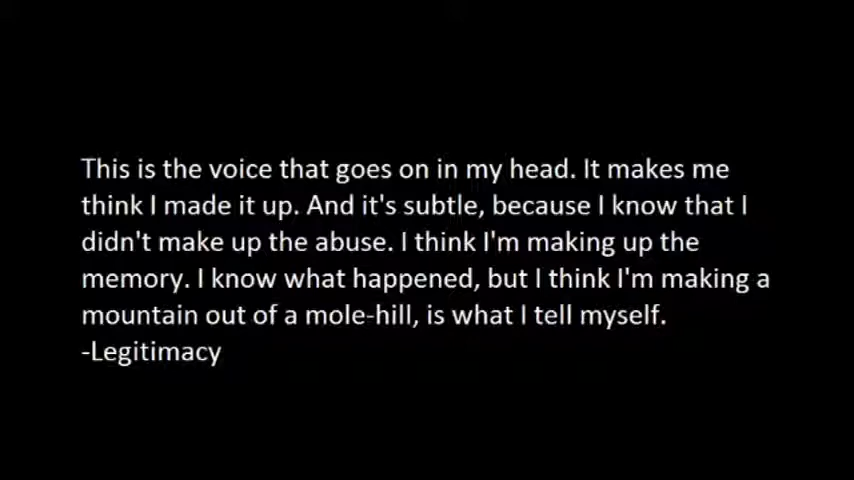 This is the voice that goes on in my head. It makes me
think I made it up. And it's subtle, because I know that I
didn't make up the abuse. I think I'm making up the
memory. I know what happened, but I think I'm making a
mountain out of a mole-hill, is what I tell myself.
-Legitimacy